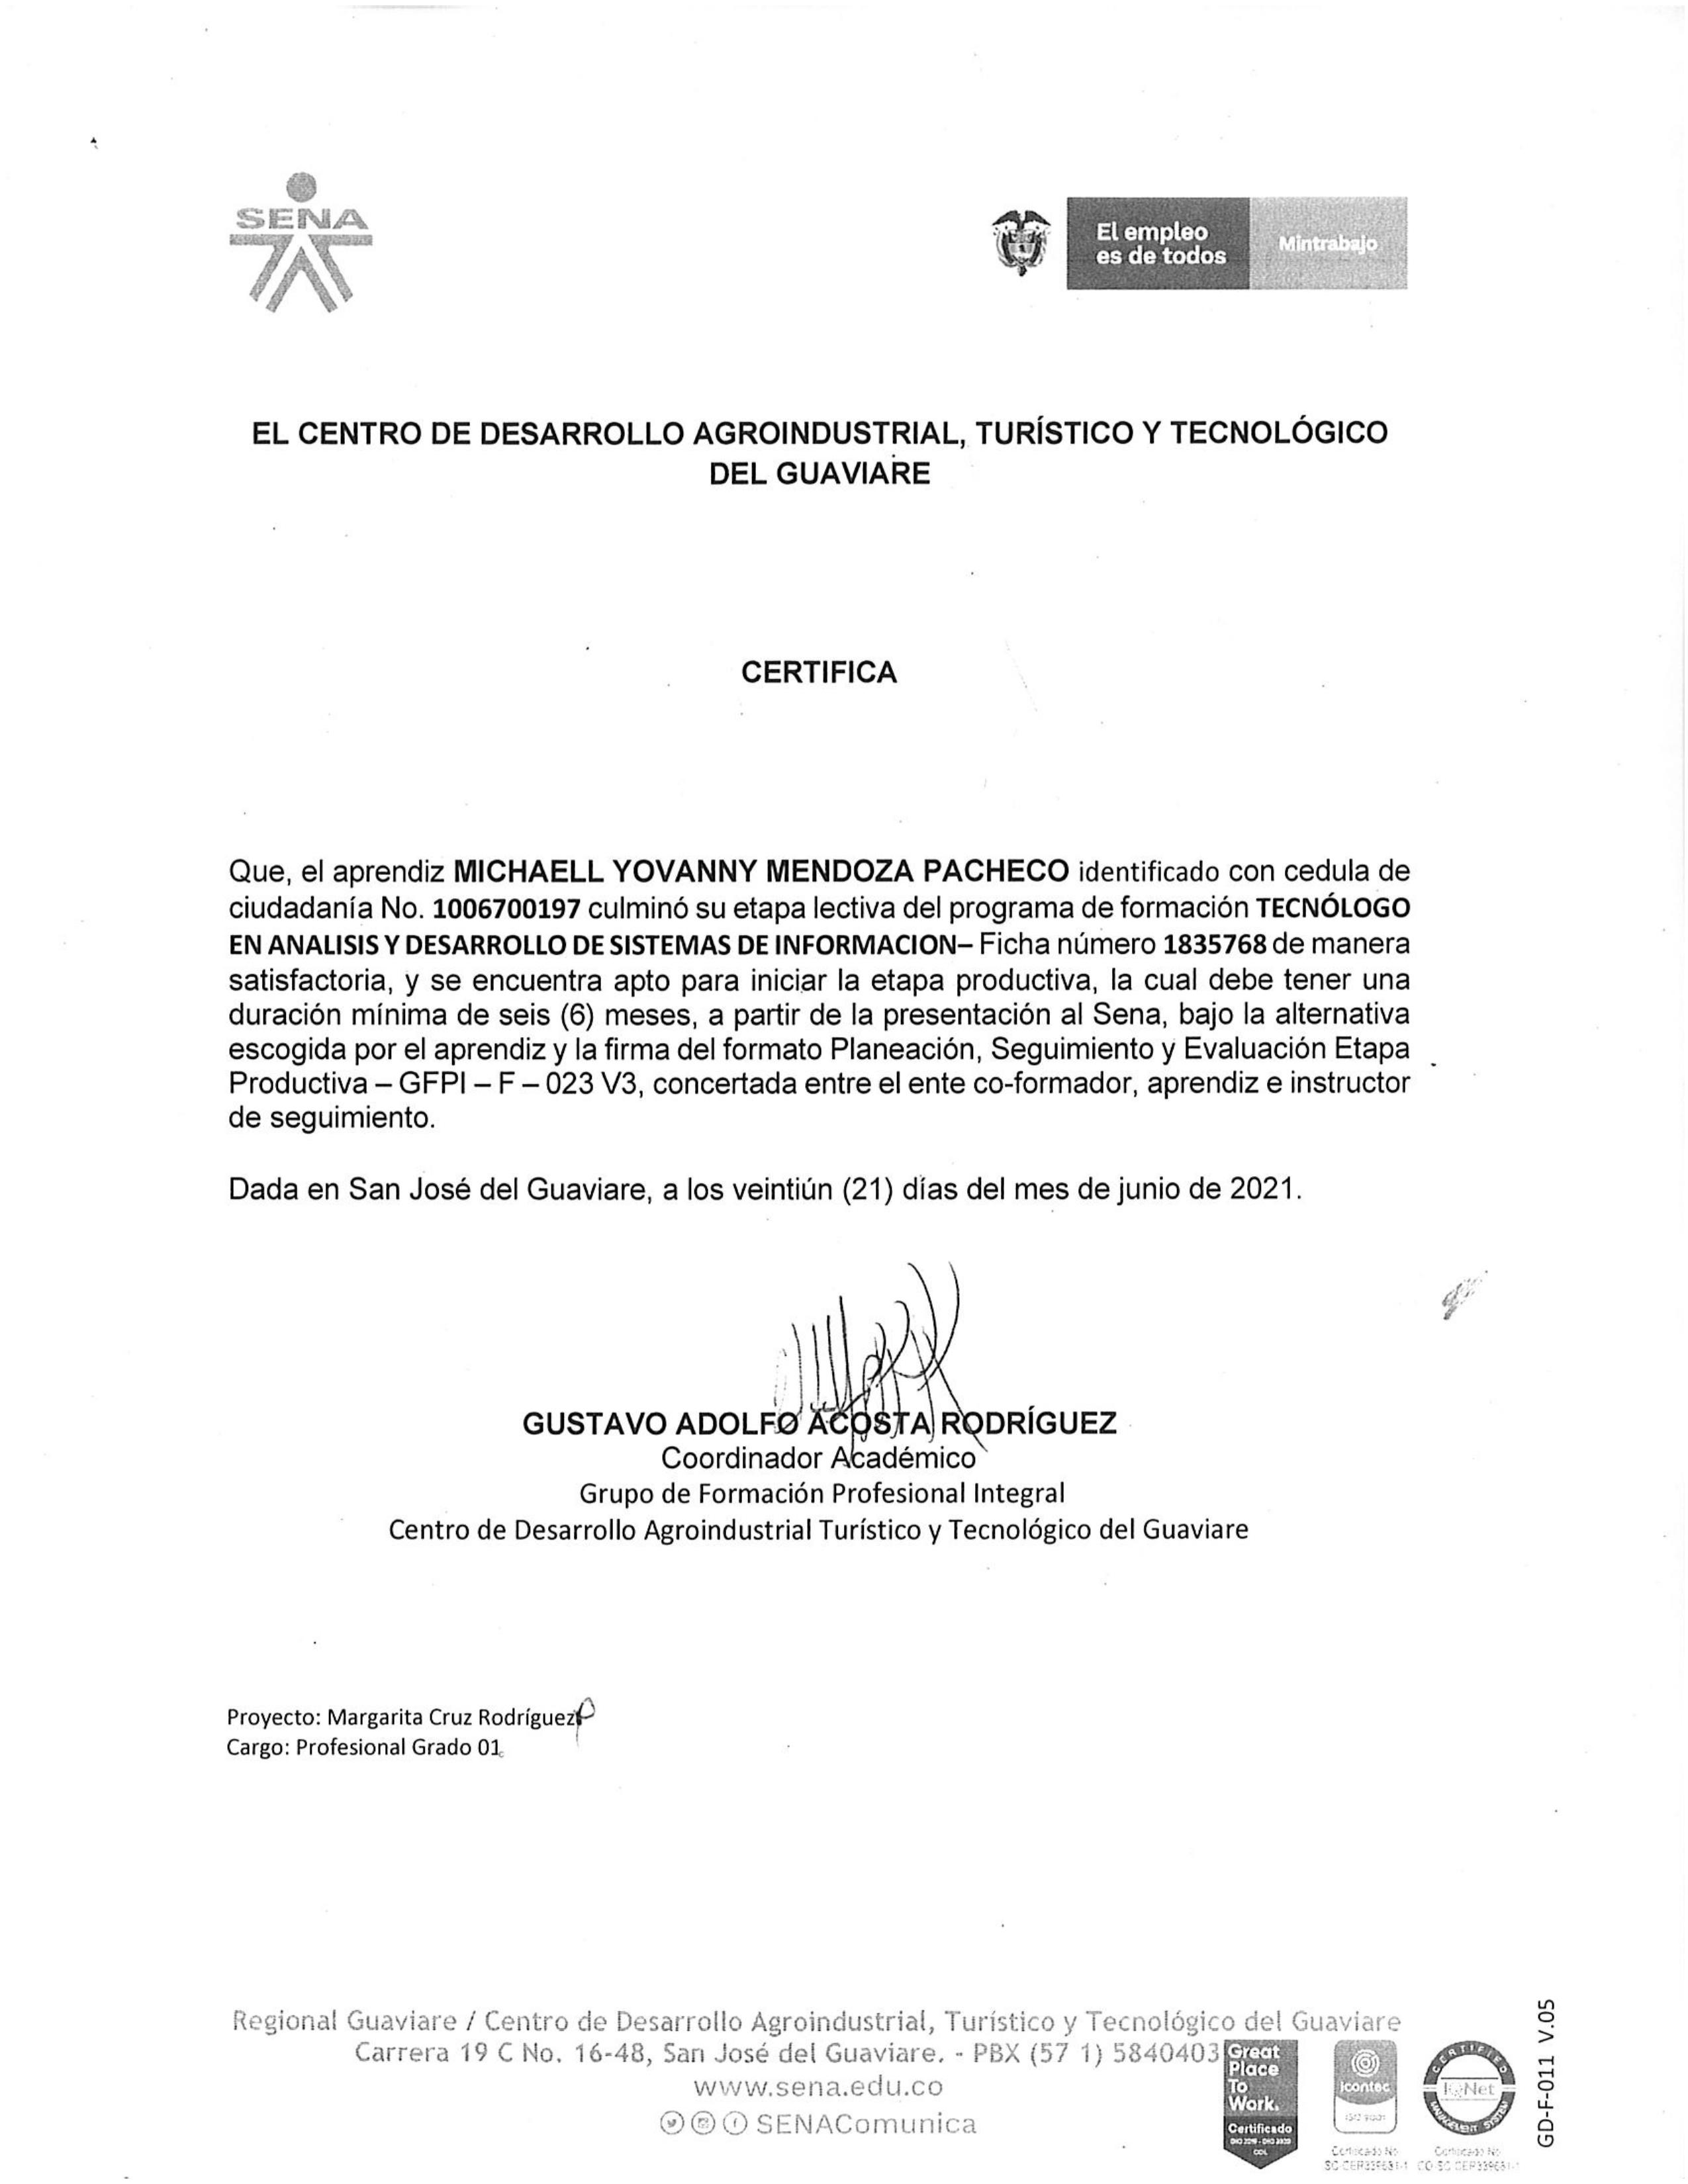 SENA
El empleo
es de todos
Mintrabajo
EL CENTRO DE DESARROLLO AGROINDUSTRIAL, TURÍSTICO Y TECNOLÓGICO
DEL GUAVIARE
CERTIFICA
Que, el aprendiz MICHAELL YOVANNY MENDOZA PACHECO identificado con cedula de
ciudadanía No. 1006700197 culminó su etapa lectiva del programa de formación TECNÓLOGO
EN ANALISIS Y DESARROLLO DE SISTEMAS DE INFORMACION– Ficha número 1835768 de manera
satisfactoria, y se encuentra apto para iniciar la etapa productiva, la cual debe tener una
duración mínima de seis (6) meses, a partir de la presentación al Sena, bajo la alternativa
escogida por el aprendiz y la firma del formato Planeación, Seguimiento y Evaluación Etapa
Productiva – GFPI – F – 023 V3, concertada entre el ente co-formador, aprendiz e instructor
de seguimiento.
Dada en San José del Guaviare, a los veintiún (21) días del mes de junio de 2021.
GUSTAVO ADOLFO ACOSTA RODRÍGUEZ
Coordinador Académico
Grupo de Formación Profesional Integral
Centro de Desarrollo Agroindustrial Turístico y Tecnológico del Guaviare
Proyecto: Margarita Cruz Rodríguez
Cargo: Profesional Grado 01
Regional Guaviare / Centro de Desarrollo Agroindustrial, Turístico y Tecnológico del Guaviare
Carrera 19 C No. 16-48, San José del Guaviare. - PBX (57 1) 5840403
www.sena.edu.co
SENAComunica
Great
Place
To
Work.
Certificado
COL
icontec
ISO 9001
CERTIFIED
IQNet
MANAGEMENT SYSTEM
Certificado No
Certificado No
GD-F-011 V.05